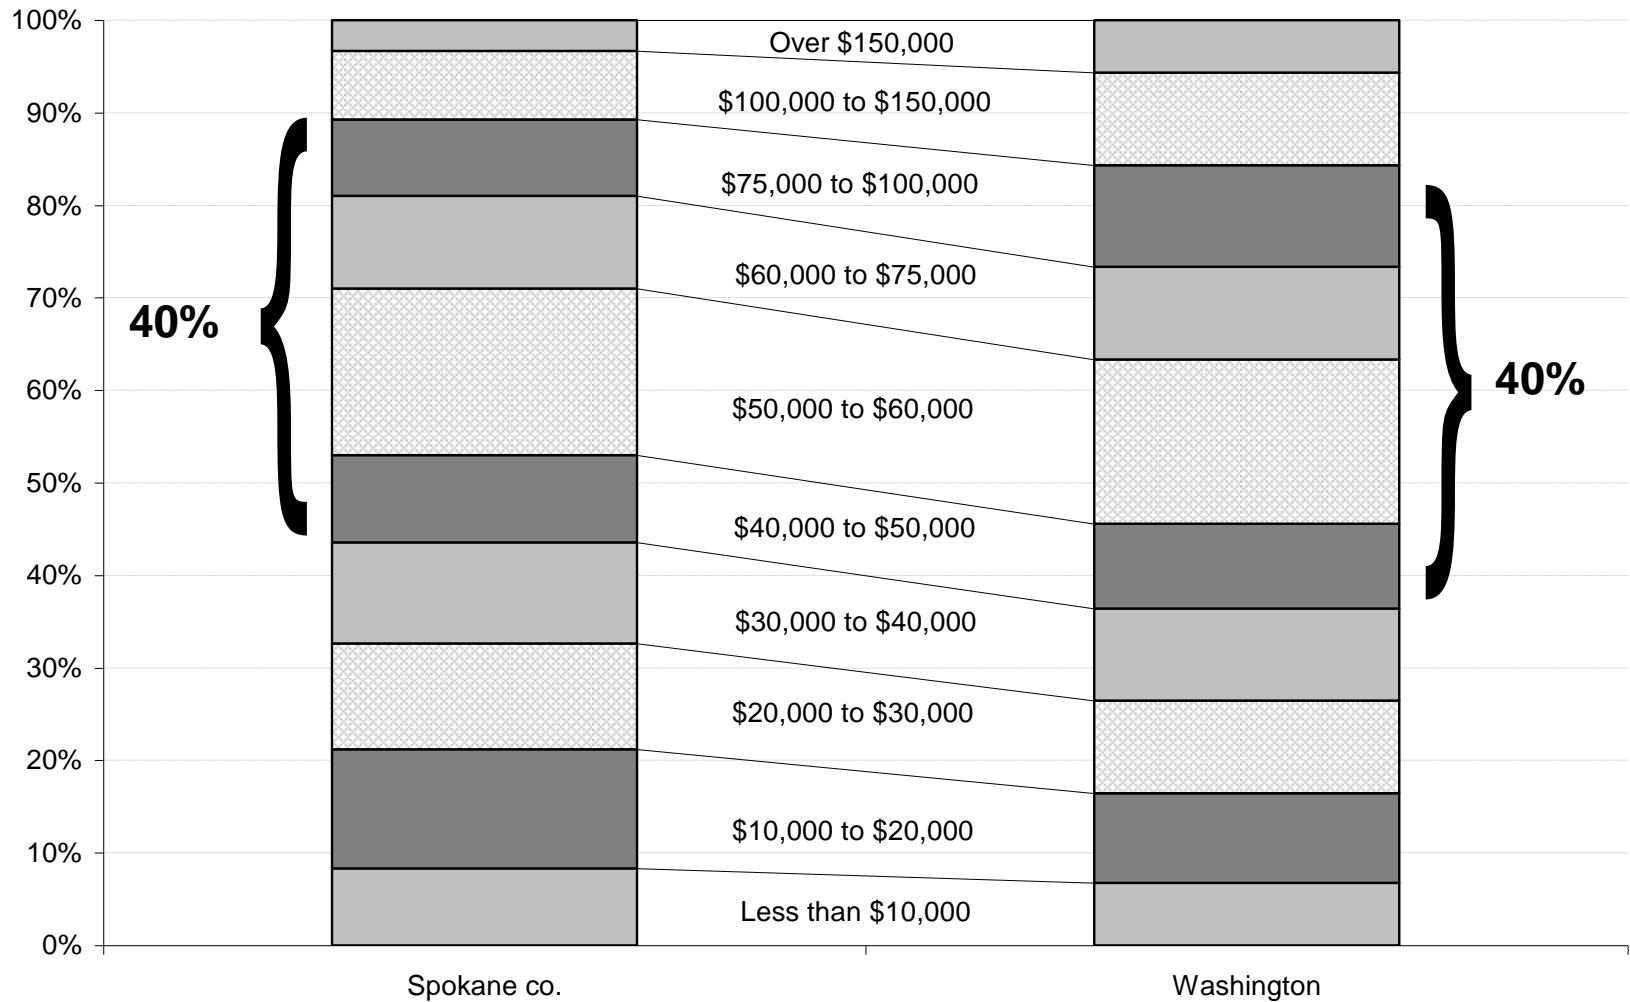 100%
90%
80%
70%
60%
50%
40%
30%
20%
10%
0%
Over $150,000
$100,000 to $150,000
$75,000 to $100,000
$60,000 to $75,000
$50,000 to $60,000
$40,000 to $50,000
$30,000 to $40,000
$20,000 to $30,000
$10,000 to $20,000
Less than $10,000
40%
40%
Spokane co.
Washington